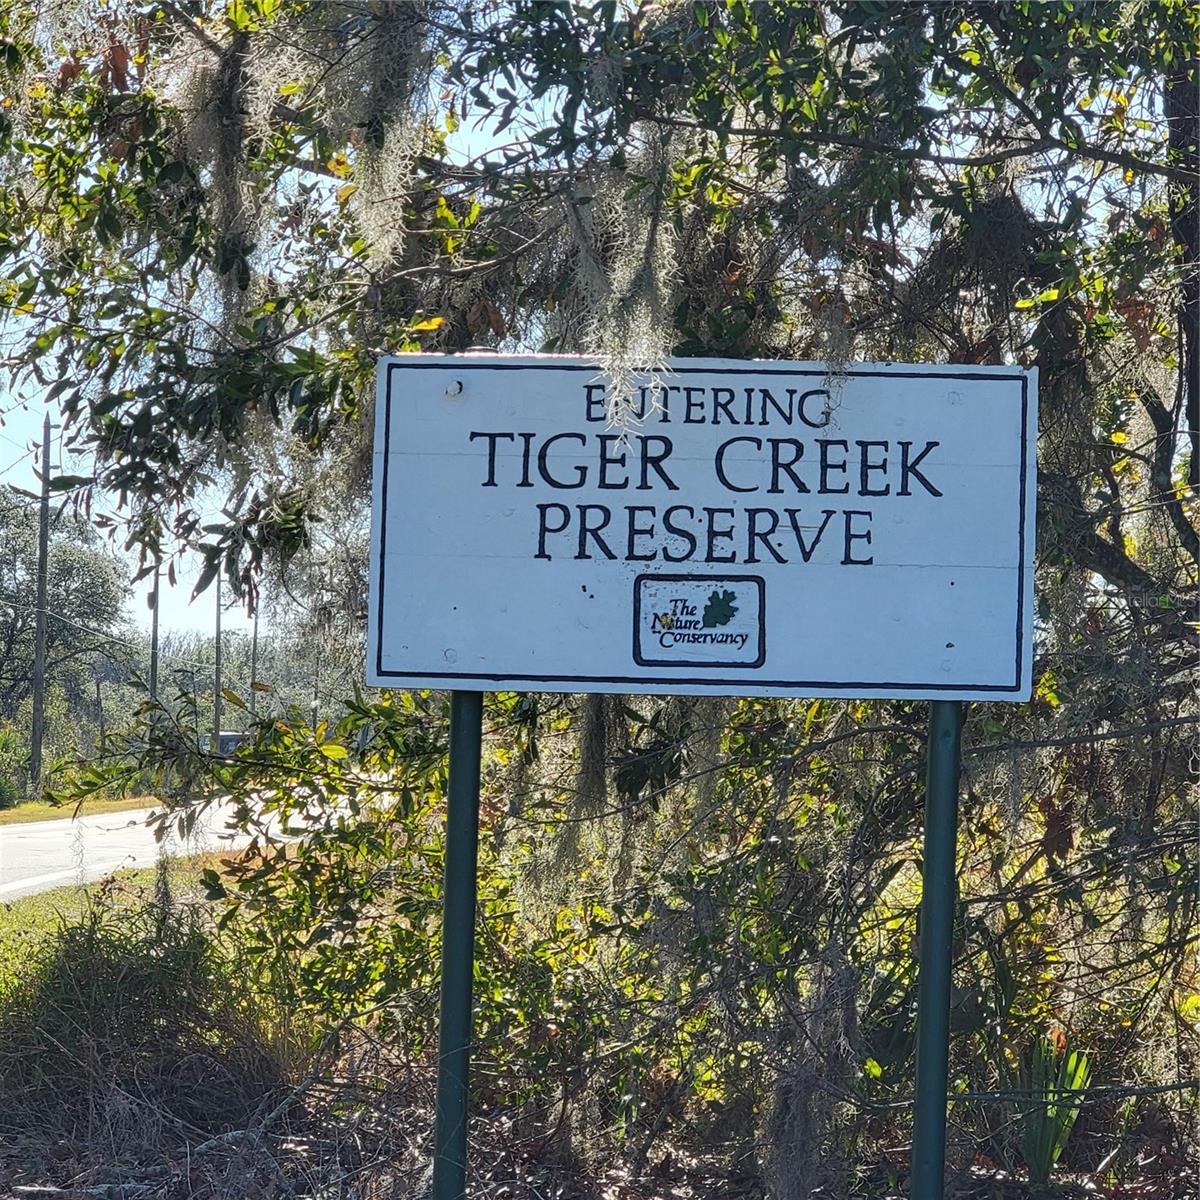 ENTERING
TIGER CREEK
PRESERVE
The
Nature
Conservancy